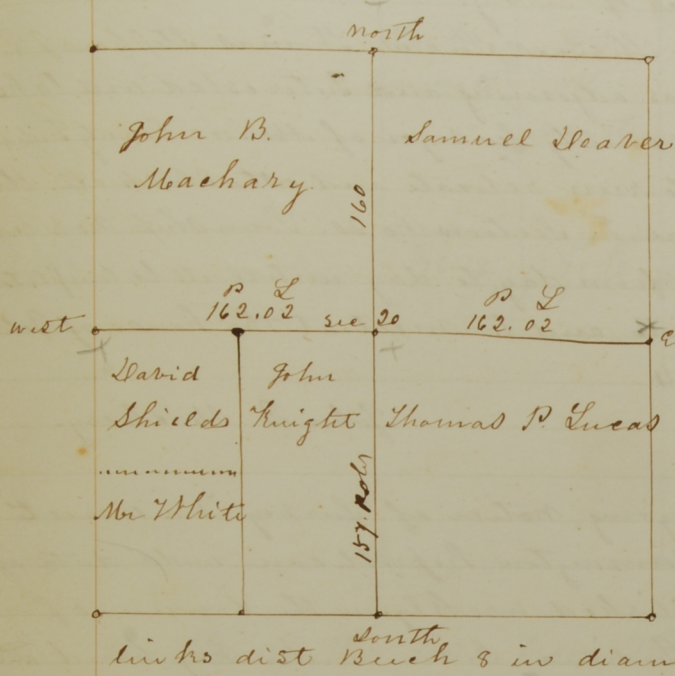 North
John B.
Machary
Samuel Doaver
160
P L
162.02
P L
162.02
West
Sec 20
E
David
Shields
John
Knight
Thomas P. Lucas
Mr White
157. Rods
South
links dist Beech 8 in diam